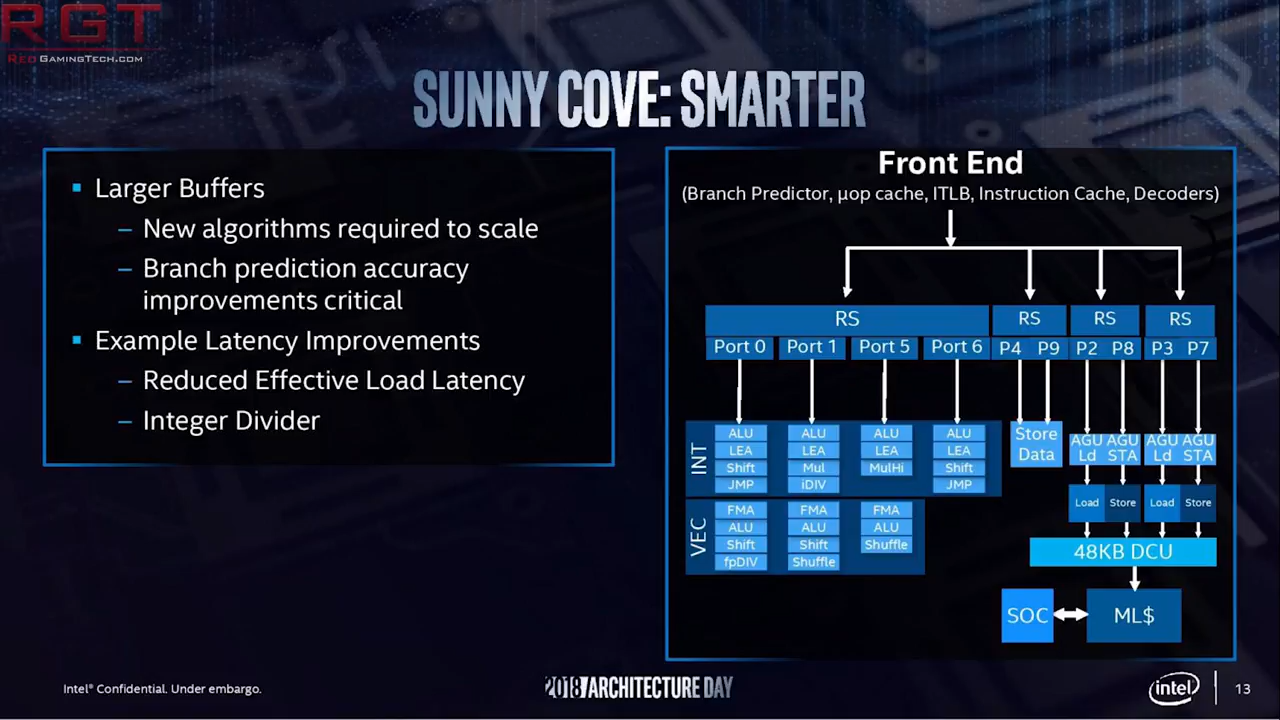 RGT
RedGamingTech.com
SUNNY COVE: SMARTER
▪ Larger Buffers
– New algorithms required to scale
– Branch prediction accuracy
improvements critical
▪ Example Latency Improvements
– Reduced Effective Load Latency
– Integer Divider
Front End
(Branch Predictor, μop cache, ITLB, Instruction Cache, Decoders)
RS RS RS RS
Port 0 Port 1 Port 5 Port 6 P4 P9 P2 P8 P3 P7
INT
ALU ALU ALU ALU
LEA LEA LEA LEA
Shift Mul MulHi Shift
JMP iDIV JMP
Store
Data
AGU AGU AGU AGU
Ld STA Ld STA
VEC
FMA FMA FMA
ALU ALU ALU
Shift Shift Shuffle
fpDIV Shuffle
Load Store Load Store
48KB DCU
SOC ML$
Intel® Confidential. Under embargo.
2018 ARCHITECTURE DAY
intel
13